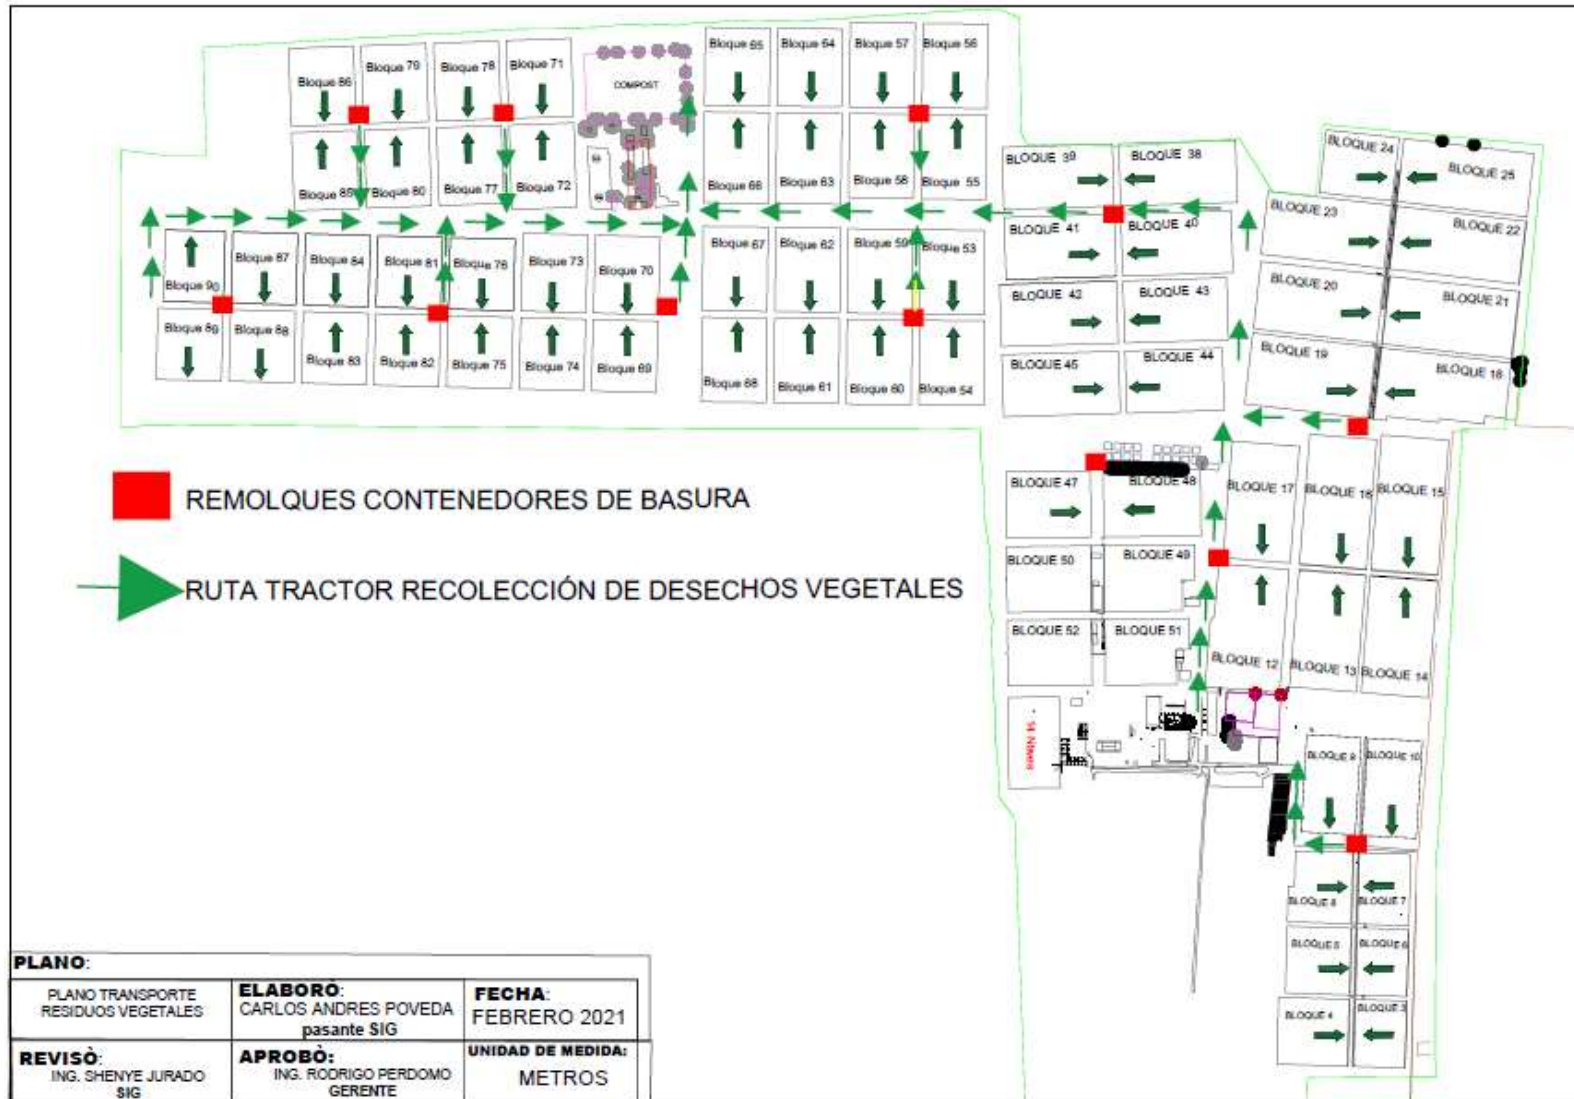 Bloque 86
Bloque 79
Bloque 78
Bloque 71
COMPOST
Bloque 65
Bloque 64
Bloque 57
Bloque 56
Bloque 85
Bloque 80
Bloque 77
Bloque 72
Bloque 66
Bloque 63
Bloque 58
Bloque 55
BLOQUE 39
BLOQUE 38
BLOQUE 24
BLOQUE 25
BLOQUE 23
BLOQUE 22
BLOQUE 41
BLOQUE 40
Bloque 90
Bloque 87
Bloque 84
Bloque 81
Bloque 76
Bloque 73
Bloque 70
Bloque 67
Bloque 62
Bloque 59
Bloque 53
BLOQUE 42
BLOQUE 43
BLOQUE 20
BLOQUE 21
Bloque 89
Bloque 88
Bloque 83
Bloque 82
Bloque 75
Bloque 74
Bloque 69
Bloque 68
Bloque 61
Bloque 60
Bloque 54
BLOQUE 45
BLOQUE 44
BLOQUE 19
BLOQUE 18
BLOQUE 47
BLOQUE 48
BLOQUE 17
BLOQUE 16
BLOQUE 15
REMOLQUES CONTENEDORES DE BASURA
BLOQUE 50
BLOQUE 49
RUTA TRACTOR RECOLECCIÓN DE DESECHOS VEGETALES
BLOQUE 52
BLOQUE 51
BLOQUE 12
BLOQUE 13
BLOQUE 14
14 Naves
BLOQUE 9
BLOQUE 10
BLOQUE 8
BLOQUE 7
BLOQUE 5
BLOQUE 6
BLOQUE 4
BLOQUE 3
PLANO:
PLANO TRANSPORTE
RESIDUOS VEGETALES
ELABORÒ:
CARLOS ANDRES POVEDA
pasante SIG
FECHA:
FEBRERO 2021
REVISÒ:
ING. SHENYE JURADO
SIG
APROBÒ:
ING. RODRIGO PERDOMO
GERENTE
UNIDAD DE MEDIDA:
METROS